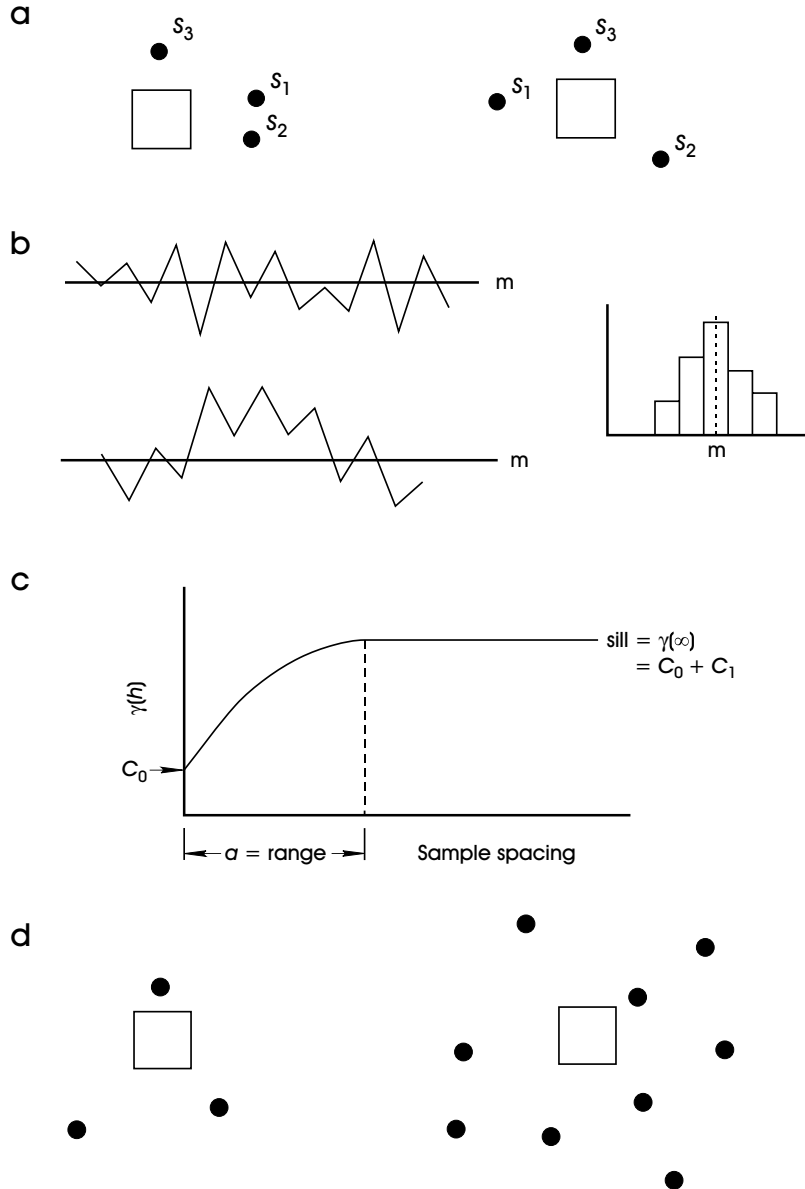 a
S3
S1
S2
S3
S1
S2
b
m
m
m
c
γ(h)
sill = γ(∞)
= C0 + C1
C0
a = range
Sample spacing
d